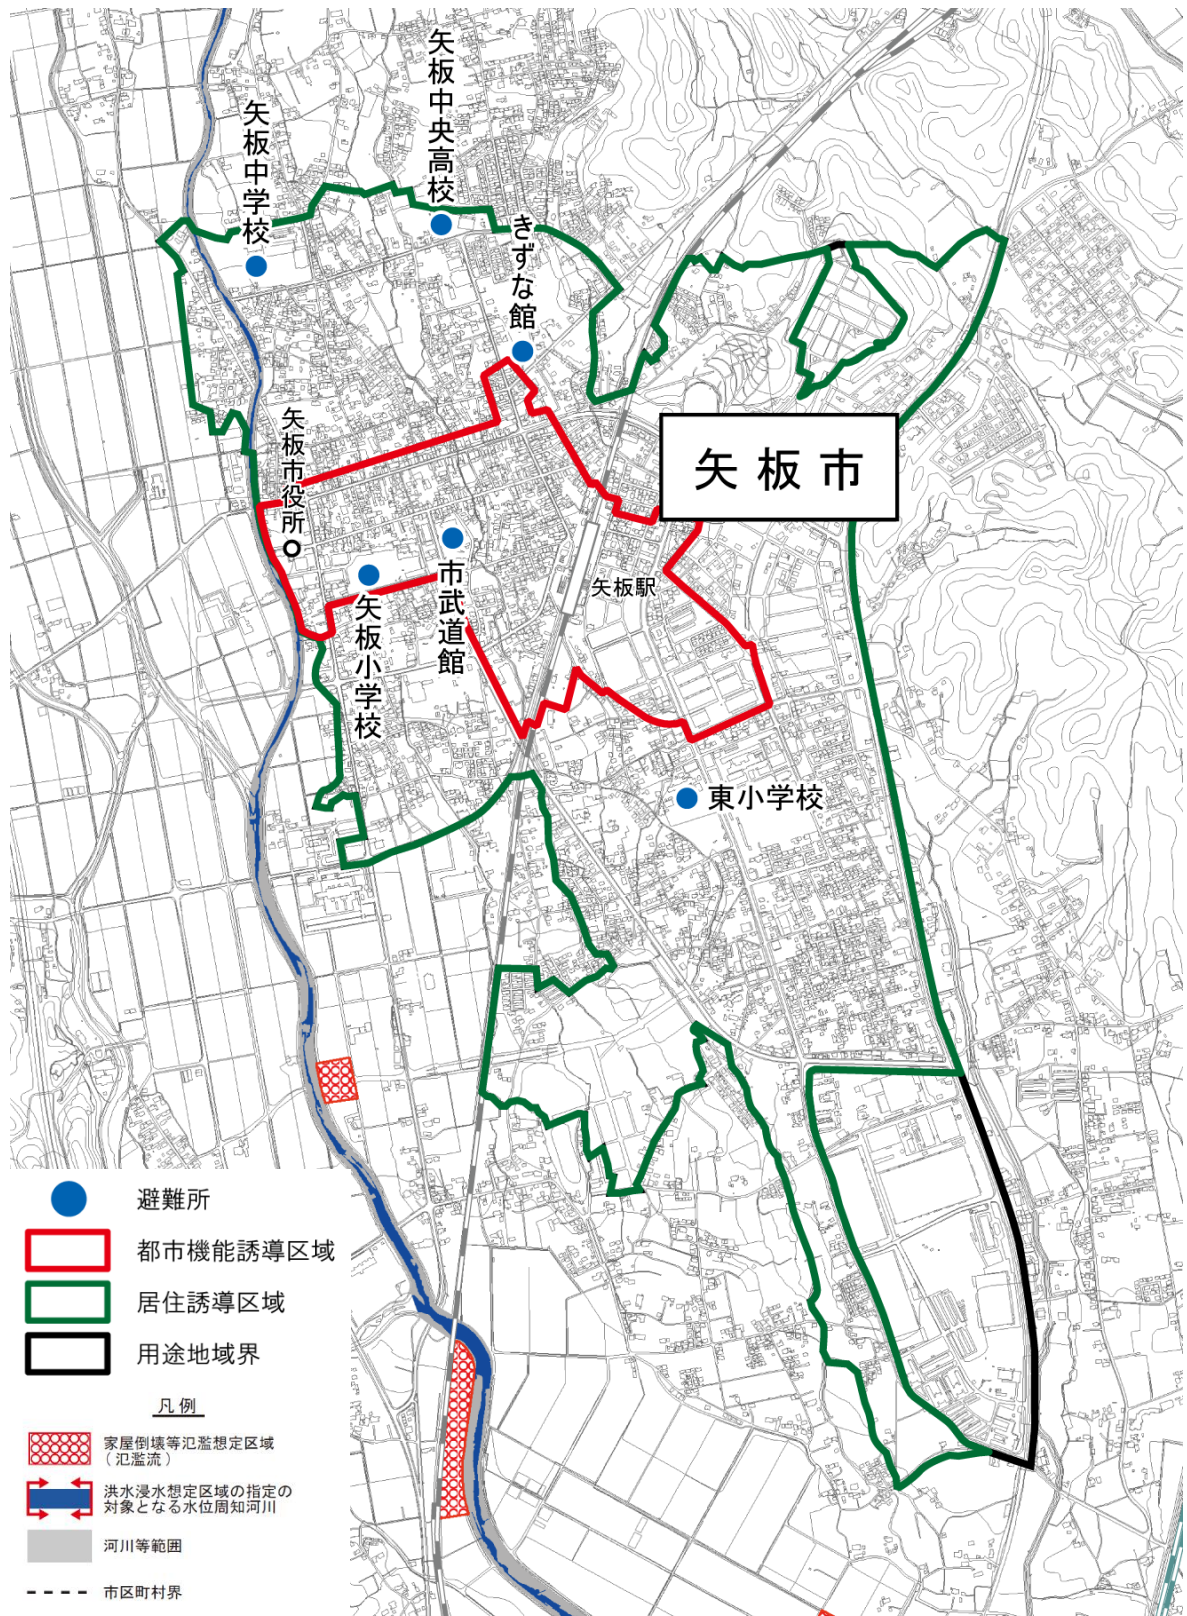 矢板中央高校
矢板中学校
きずな館
矢板市役所
矢板市
矢板駅
市武道館
矢板小学校
東小学校
避難所
都市機能誘導区域
居住誘導区域
用途地域界
凡例
家屋倒壊等氾濫想定区域
（氾濫流）
洪水浸水想定区域の指定の
対象となる水位周知河川
河川等範囲
市区町村界